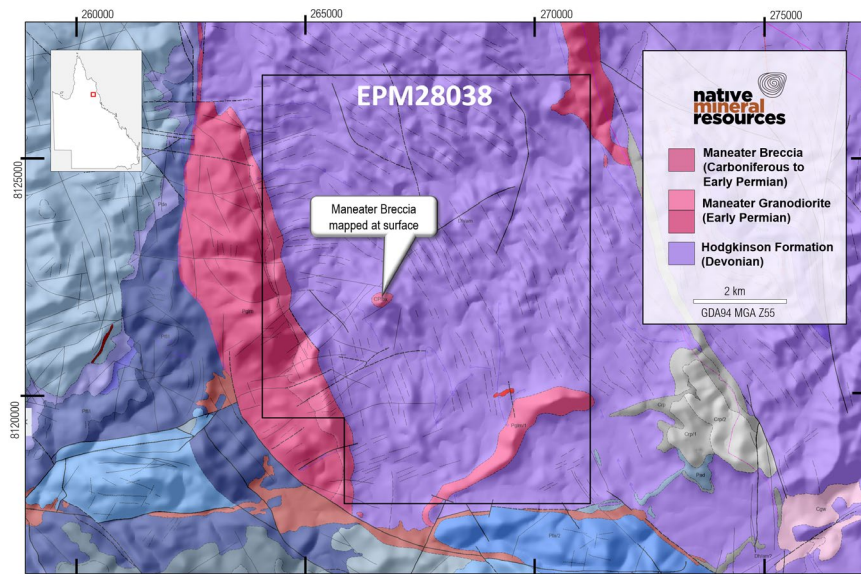 260000
265000
270000
275000
EPM28038
8125000
8120000
Maneater Breccia
mapped at surface
native
mineral
resources
Maneater Breccia
(Carboniferous to
Early Permian)
Maneater Granodiorite
(Early Permian)
Hodgkinson Formation
(Devonian)
2 km
GDA94 MGA Z55